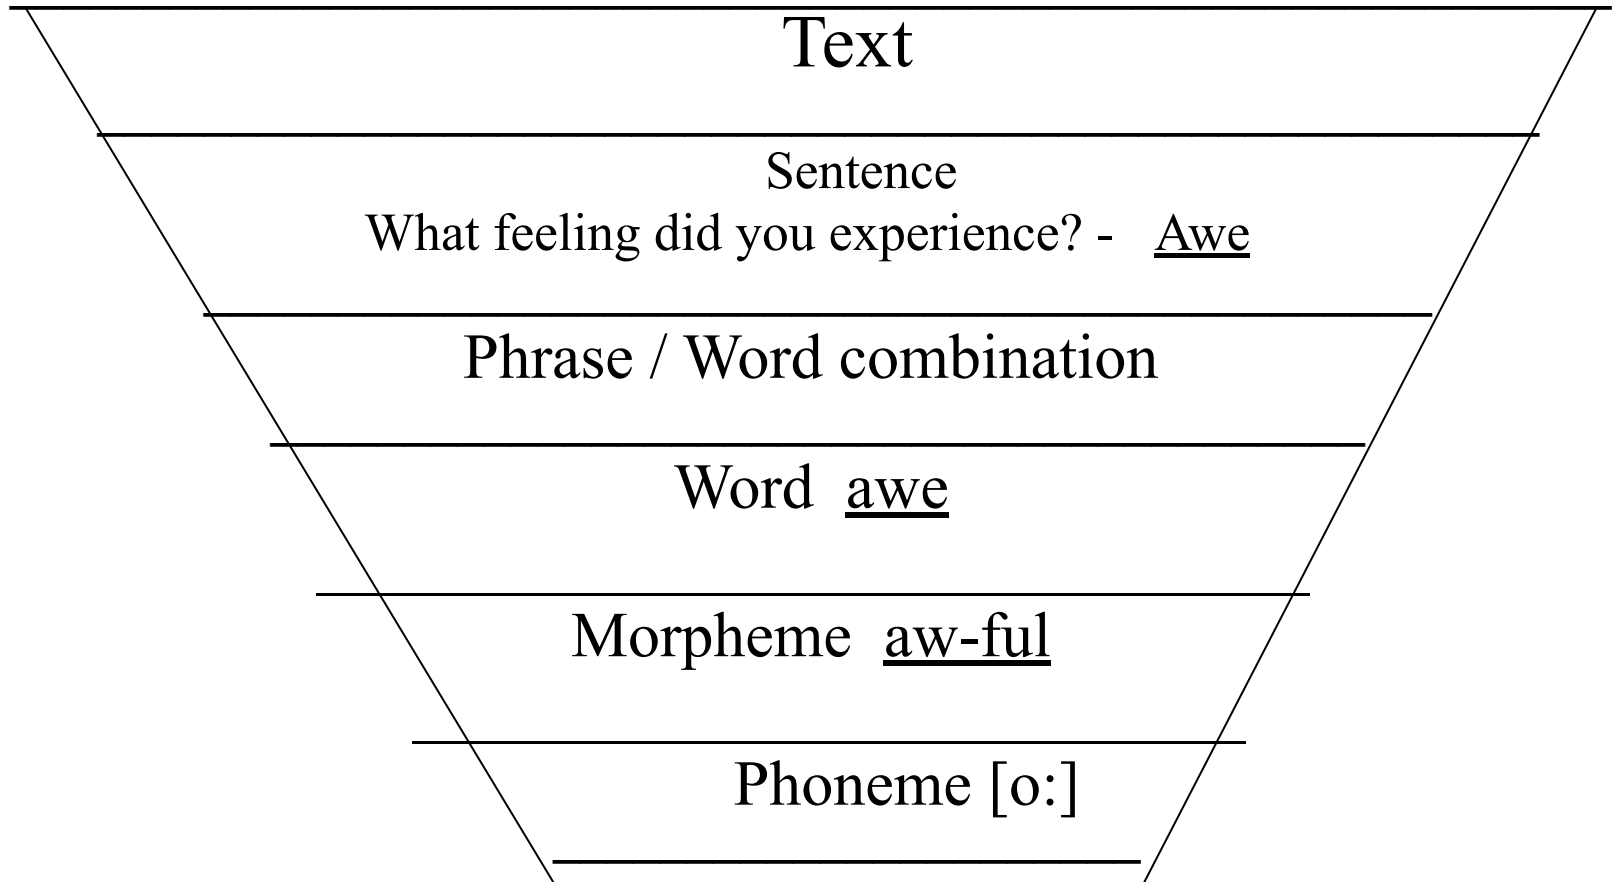 Text
Sentence
What feeling did you experience? - Awe
Phrase / Word combination
Word awe
Morpheme aw-ful
Phoneme [o:]